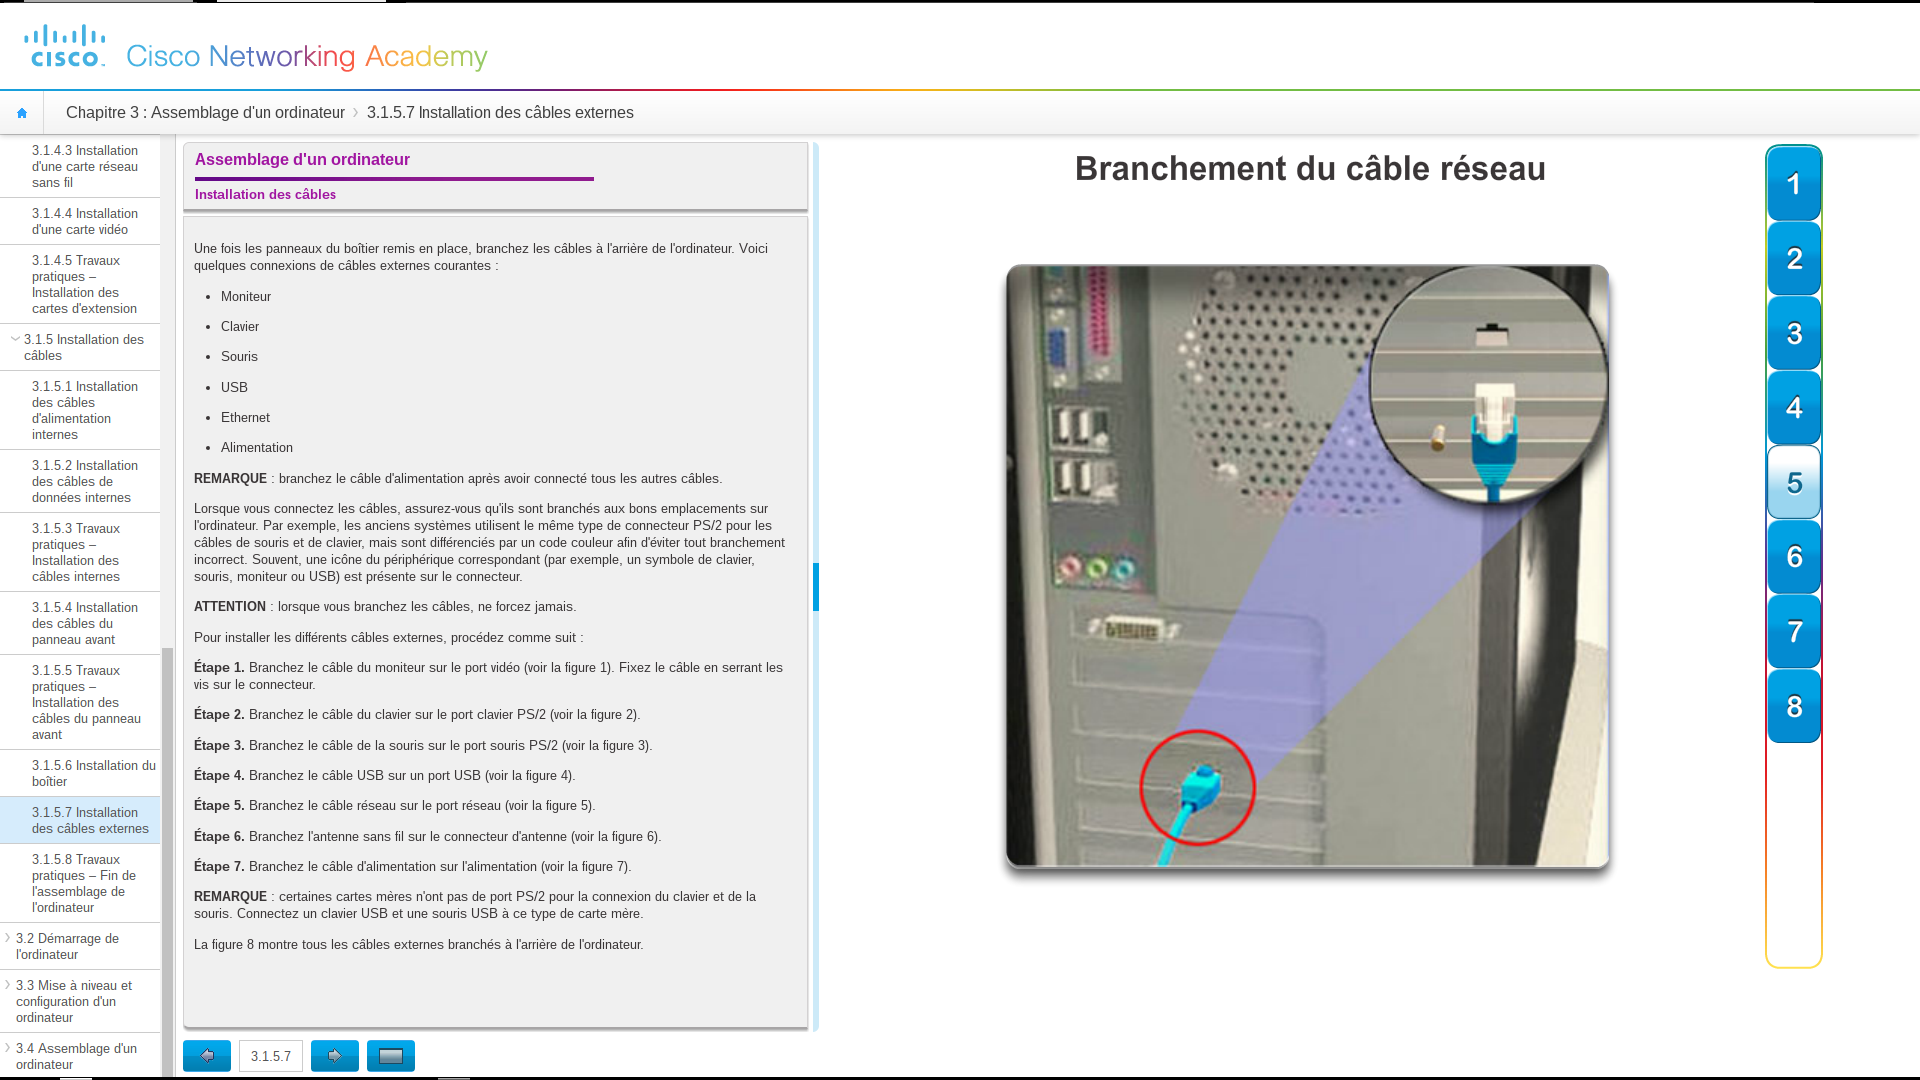 CISCO
Cisco Networking Academy
Chapitre 3 : Assemblage d'un ordinateur
3.1.5.7 Installation des câbles externes
3.1.4.3 Installation
d'une carte réseau
sans fil
3.1.4.4 Installation
d'une carte vidéo
3.1.4.5 Travaux
pratiques –
Installation des
cartes d'extension
3.1.5 Installation des
câbles
3.1.5.1 Installation
des câbles
d'alimentation
internes
3.1.5.2 Installation
des câbles de
données internes
3.1.5.3 Travaux
pratiques –
Installation des
câbles internes
3.1.5.4 Installation
des câbles du
panneau avant
3.1.5.5 Travaux
pratiques –
Installation des
câbles du panneau
avant
3.1.5.6 Installation du
boîtier
3.1.5.7 Installation
des câbles externes
3.1.5.8 Travaux
pratiques – Fin de
l'assemblage de
l'ordinateur
3.2 Démarrage de
l'ordinateur
3.3 Mise à niveau et
configuration d'un
ordinateur
3.4 Assemblage d'un
ordinateur
Assemblage d'un ordinateur
Installation des câbles
Une fois les panneaux du boîtier remis en place, branchez les câbles à l'arrière de l'ordinateur. Voici
quelques connexions de câbles externes courantes :
• Moniteur
• Clavier
• Souris
• USB
• Ethernet
• Alimentation
REMARQUE : branchez le câble d'alimentation après avoir connecté tous les autres câbles.
Lorsque vous connectez les câbles, assurez-vous qu'ils sont branchés aux bons emplacements sur
l'ordinateur. Par exemple, les anciens systèmes utilisent le même type de connecteur PS/2 pour les
câbles de souris et de clavier, mais sont différenciés par un code couleur afin d'éviter tout branchement
incorrect. Souvent, une icône du périphérique correspondant (par exemple, un symbole de clavier,
souris, moniteur ou USB) est présente sur le connecteur.
ATTENTION : lorsque vous branchez les câbles, ne forcez jamais.
Pour installer les différents câbles externes, procédez comme suit :
Étape 1. Branchez le câble du moniteur sur le port vidéo (voir la figure 1). Fixez le câble en serrant les
vis sur le connecteur.
Étape 2. Branchez le câble du clavier sur le port clavier PS/2 (voir la figure 2).
Étape 3. Branchez le câble de la souris sur le port souris PS/2 (voir la figure 3).
Étape 4. Branchez le câble USB sur un port USB (voir la figure 4).
Étape 5. Branchez le câble réseau sur le port réseau (voir la figure 5).
Étape 6. Branchez l'antenne sans fil sur le connecteur d'antenne (voir la figure 6).
Étape 7. Branchez le câble d'alimentation sur l'alimentation (voir la figure 7).
REMARQUE : certaines cartes mères n'ont pas de port PS/2 pour la connexion du clavier et de la
souris. Connectez un clavier USB et une souris USB à ce type de carte mère.
La figure 8 montre tous les câbles externes branchés à l'arrière de l'ordinateur.
3.1.5.7
Branchement du câble réseau
1
2
3
4
5
6
7
8